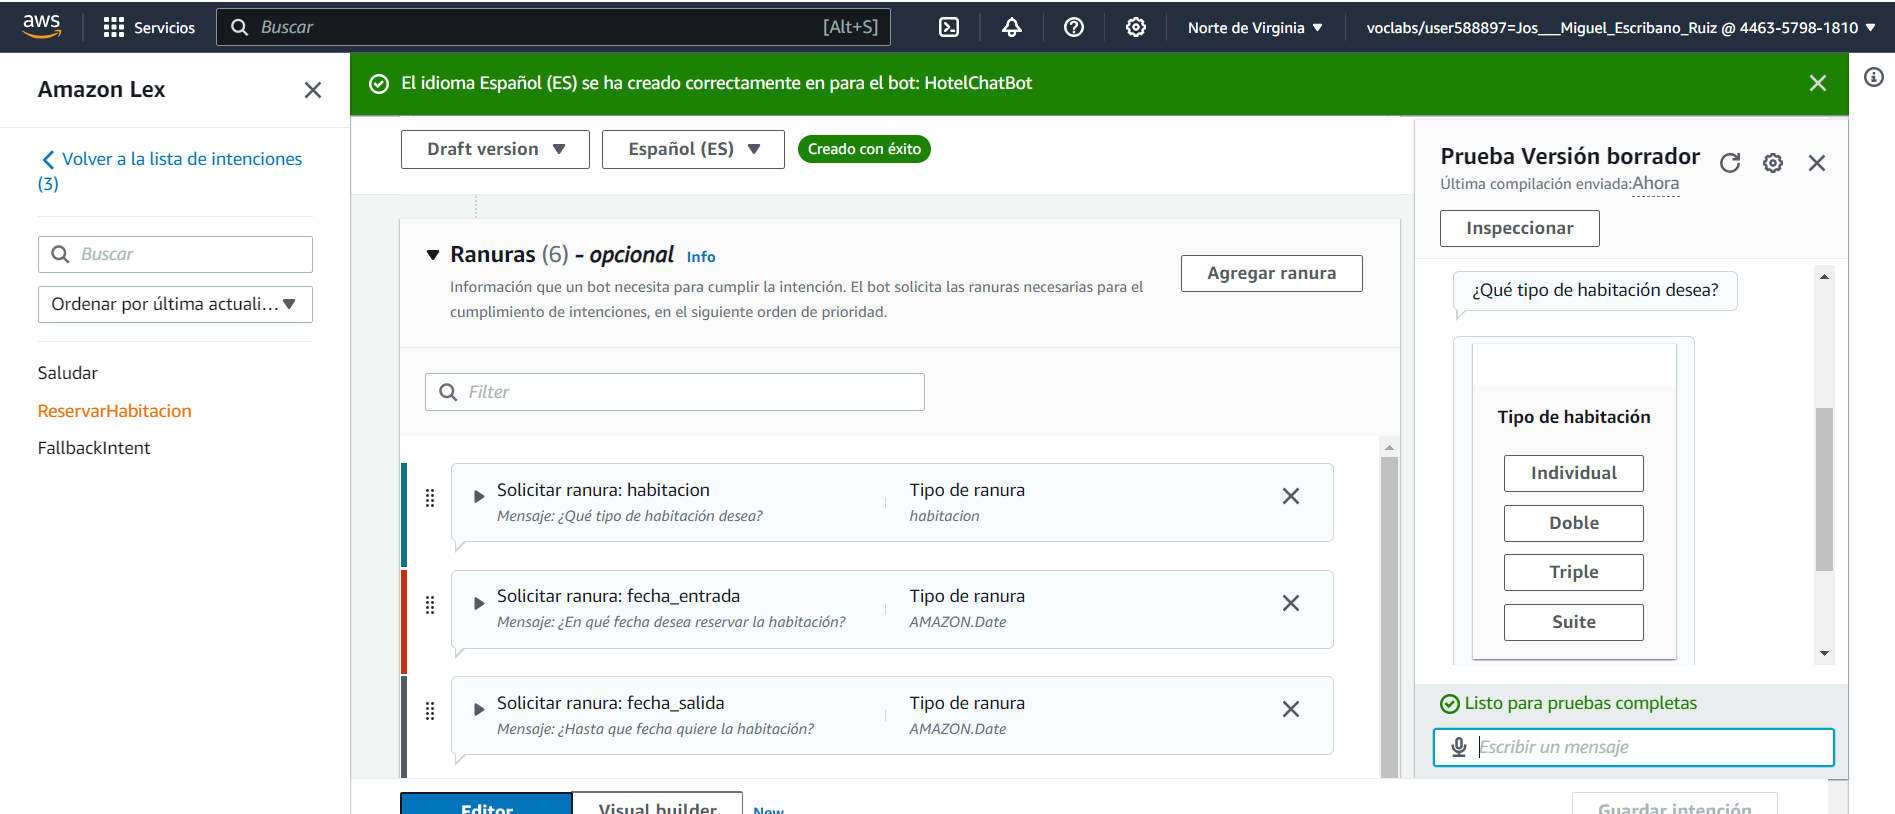 aws
Servicios
Buscar
[Alt+S]
Norte de Virginia
voclabs/user588897=Jos___Miguel_Escribano_Ruiz @ 4463-5798-1810
Amazon Lex
El idioma Español (ES) se ha creado correctamente en para el bot: HotelChatBot
Volver a la lista de intenciones
(3)
Buscar
Ordenar por última actuali...
Saludar
ReservarHabitacion
FallbackIntent
Draft version
Español (ES)
Creado con éxito
Ranuras (6) - opcional Info
Información que un bot necesita para cumplir la intención. El bot solicita las ranuras necesarias para el
cumplimiento de intenciones, en el siguiente orden de prioridad.
Agregar ranura
Filter
Solicitar ranura: habitacion
Mensaje: ¿Qué tipo de habitación desea?
Tipo de ranura
habitacion
Solicitar ranura: fecha_entrada
Mensaje: ¿En qué fecha desea reservar la habitación?
Tipo de ranura
AMAZON.Date
Solicitar ranura: fecha_salida
Mensaje: ¿Hasta que fecha quiere la habitación?
Tipo de ranura
AMAZON.Date
Editor
Visual builder
New
Guardar intención
Prueba Versión borrador
Última compilación enviada:Ahora
Inspeccionar
¿Qué tipo de habitación desea?
Tipo de habitación
Individual
Doble
Triple
Suite
Listo para pruebas completas
Escribir un mensaje